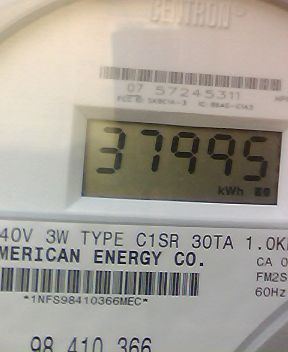 CENTRON
07 57245311
37995
kWh
40V 3W TYPE C1SR 30TA 1.0K
MERICAN ENERGY CO.
CA 0
FM2S
60Hz
*1NFS98410366MEC*
98 410 366